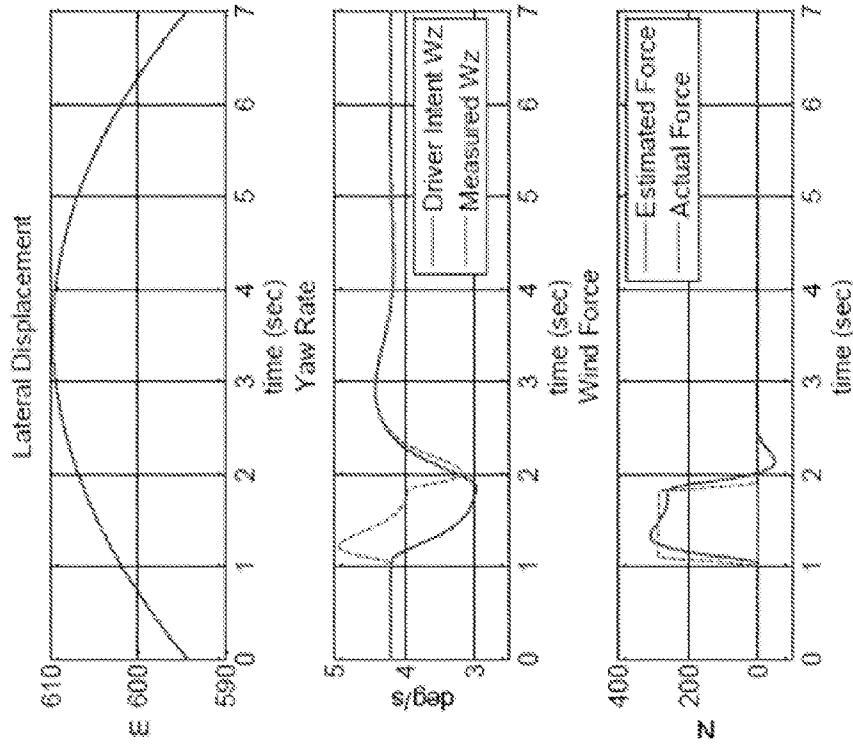 Lateral Displacement
610
600
590
m
0 1 2 3 4 5 6 7
time (sec)
Yaw Rate
5
4
3
deg/s
Driver Intent Wz
Measured Wz
0 1 2 3 4 5 6 7
time (sec)
Wind Force
400
200
0
N
Estimated Force
Actual Force
0 1 2 3 4 5 6 7
time (sec)